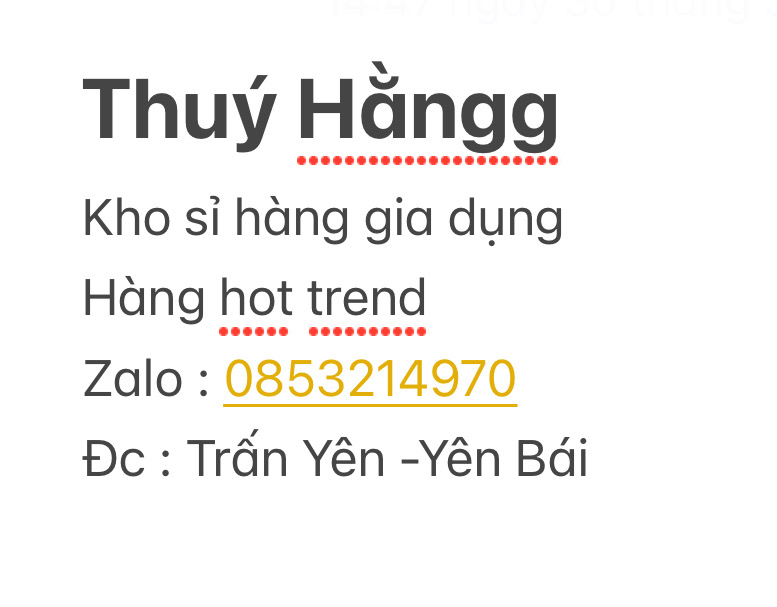 Thuý Hằngg
Kho sỉ hàng gia dụng
Hàng hot trend
Zalo : 0853214970
Đc : Trấn Yên -Yên Bái